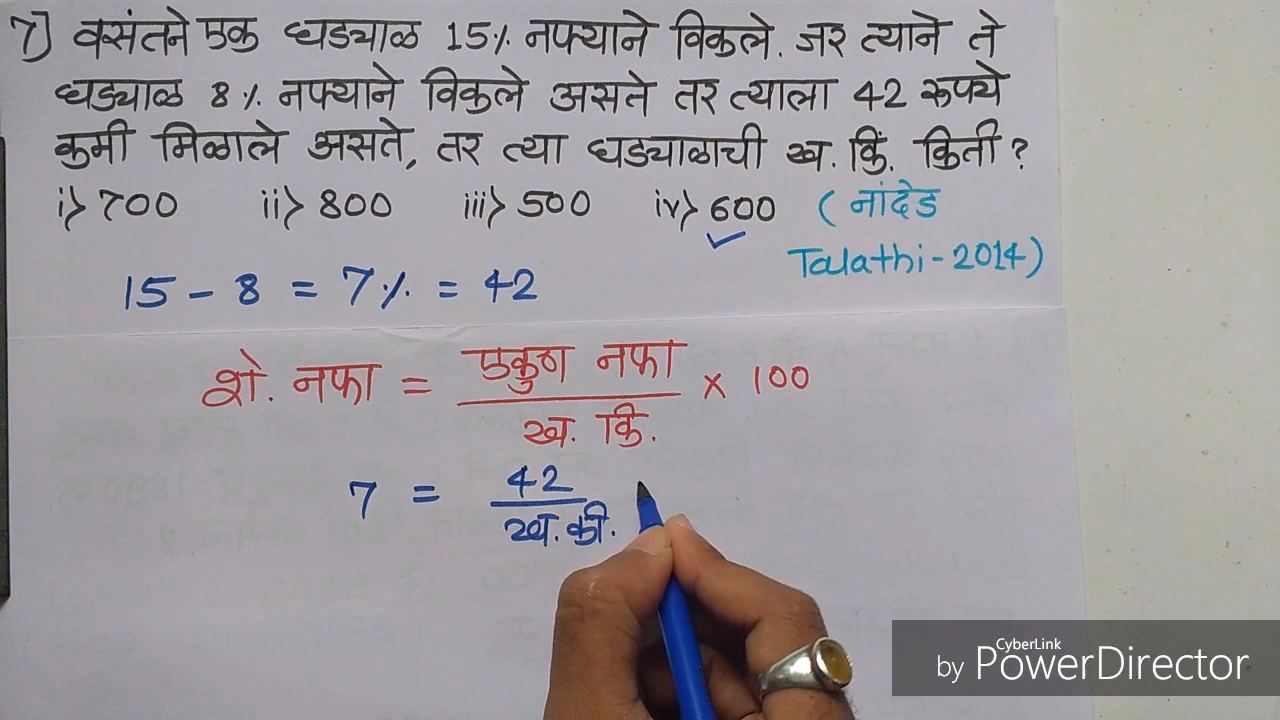 7) वसंतने एक घड्याळ 15% नफ्याने विकले. जर त्याने ते
घड्याळ 8% नफ्याने विकले असते तर त्याला 42 रूपये
कमी मिळाले असते, तर त्या घड्याळाची ख. किं. किती?
i) 700 ii) 800 iii) 500 iv) 600 (नांदेड
Talathi-2014)
15 - 8 = 7% = 42
शे. नफा = एकुण नफा / ख. कि. × 100
7 = 42 / ख. की.
CyberLink
by PowerDirector